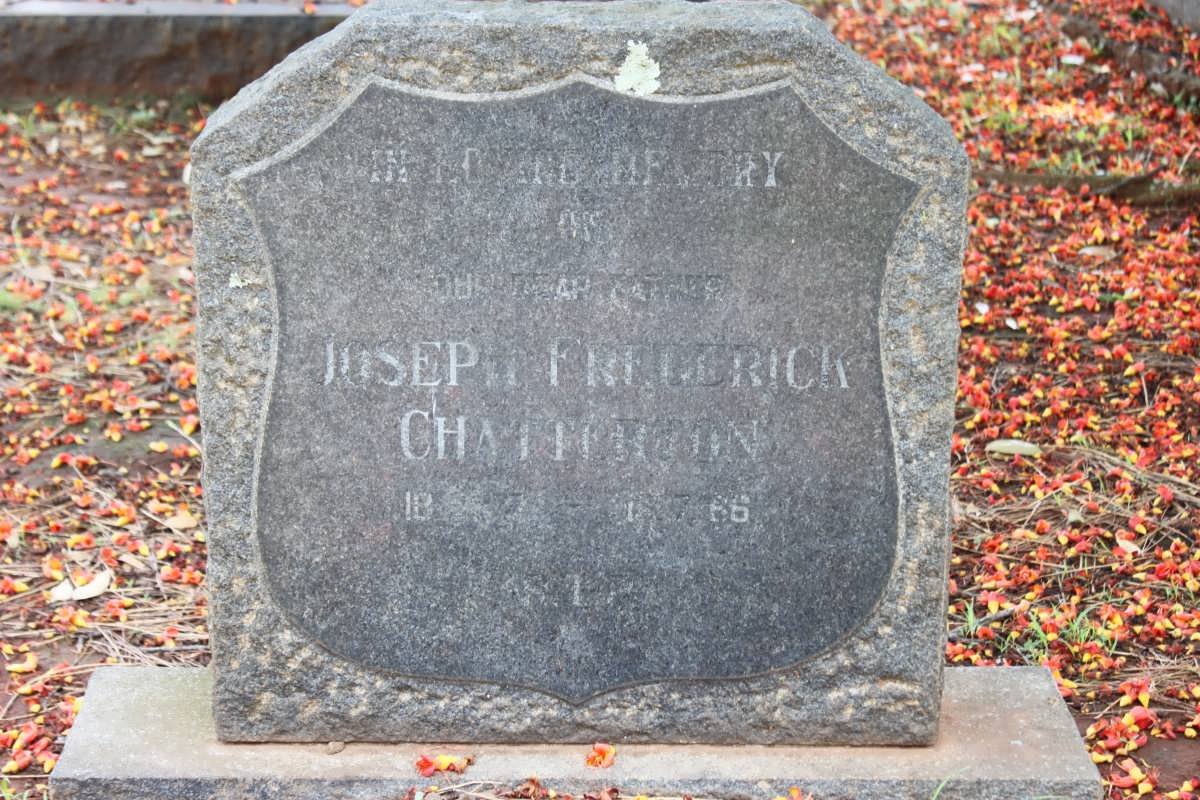 IN LOVING MEMORY
OF
OUR DEAR FATHER
JOSEPH FREDERICK
CHATTERTON